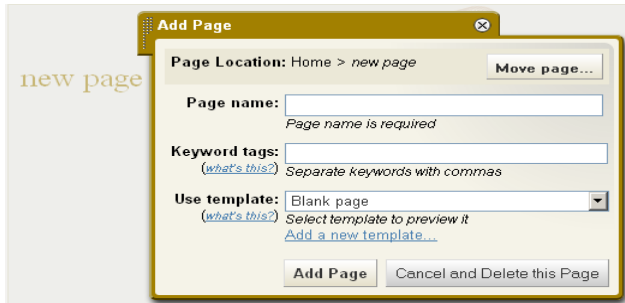 Add Page
new page
Page Location: Home > new page
Move page...
Page name:
Page name is required
Keyword tags:
(what's this?) Separate keywords with commas
Use template: Blank page
(what's this?) Select template to preview it
Add a new template...
Add Page Cancel and Delete this Page